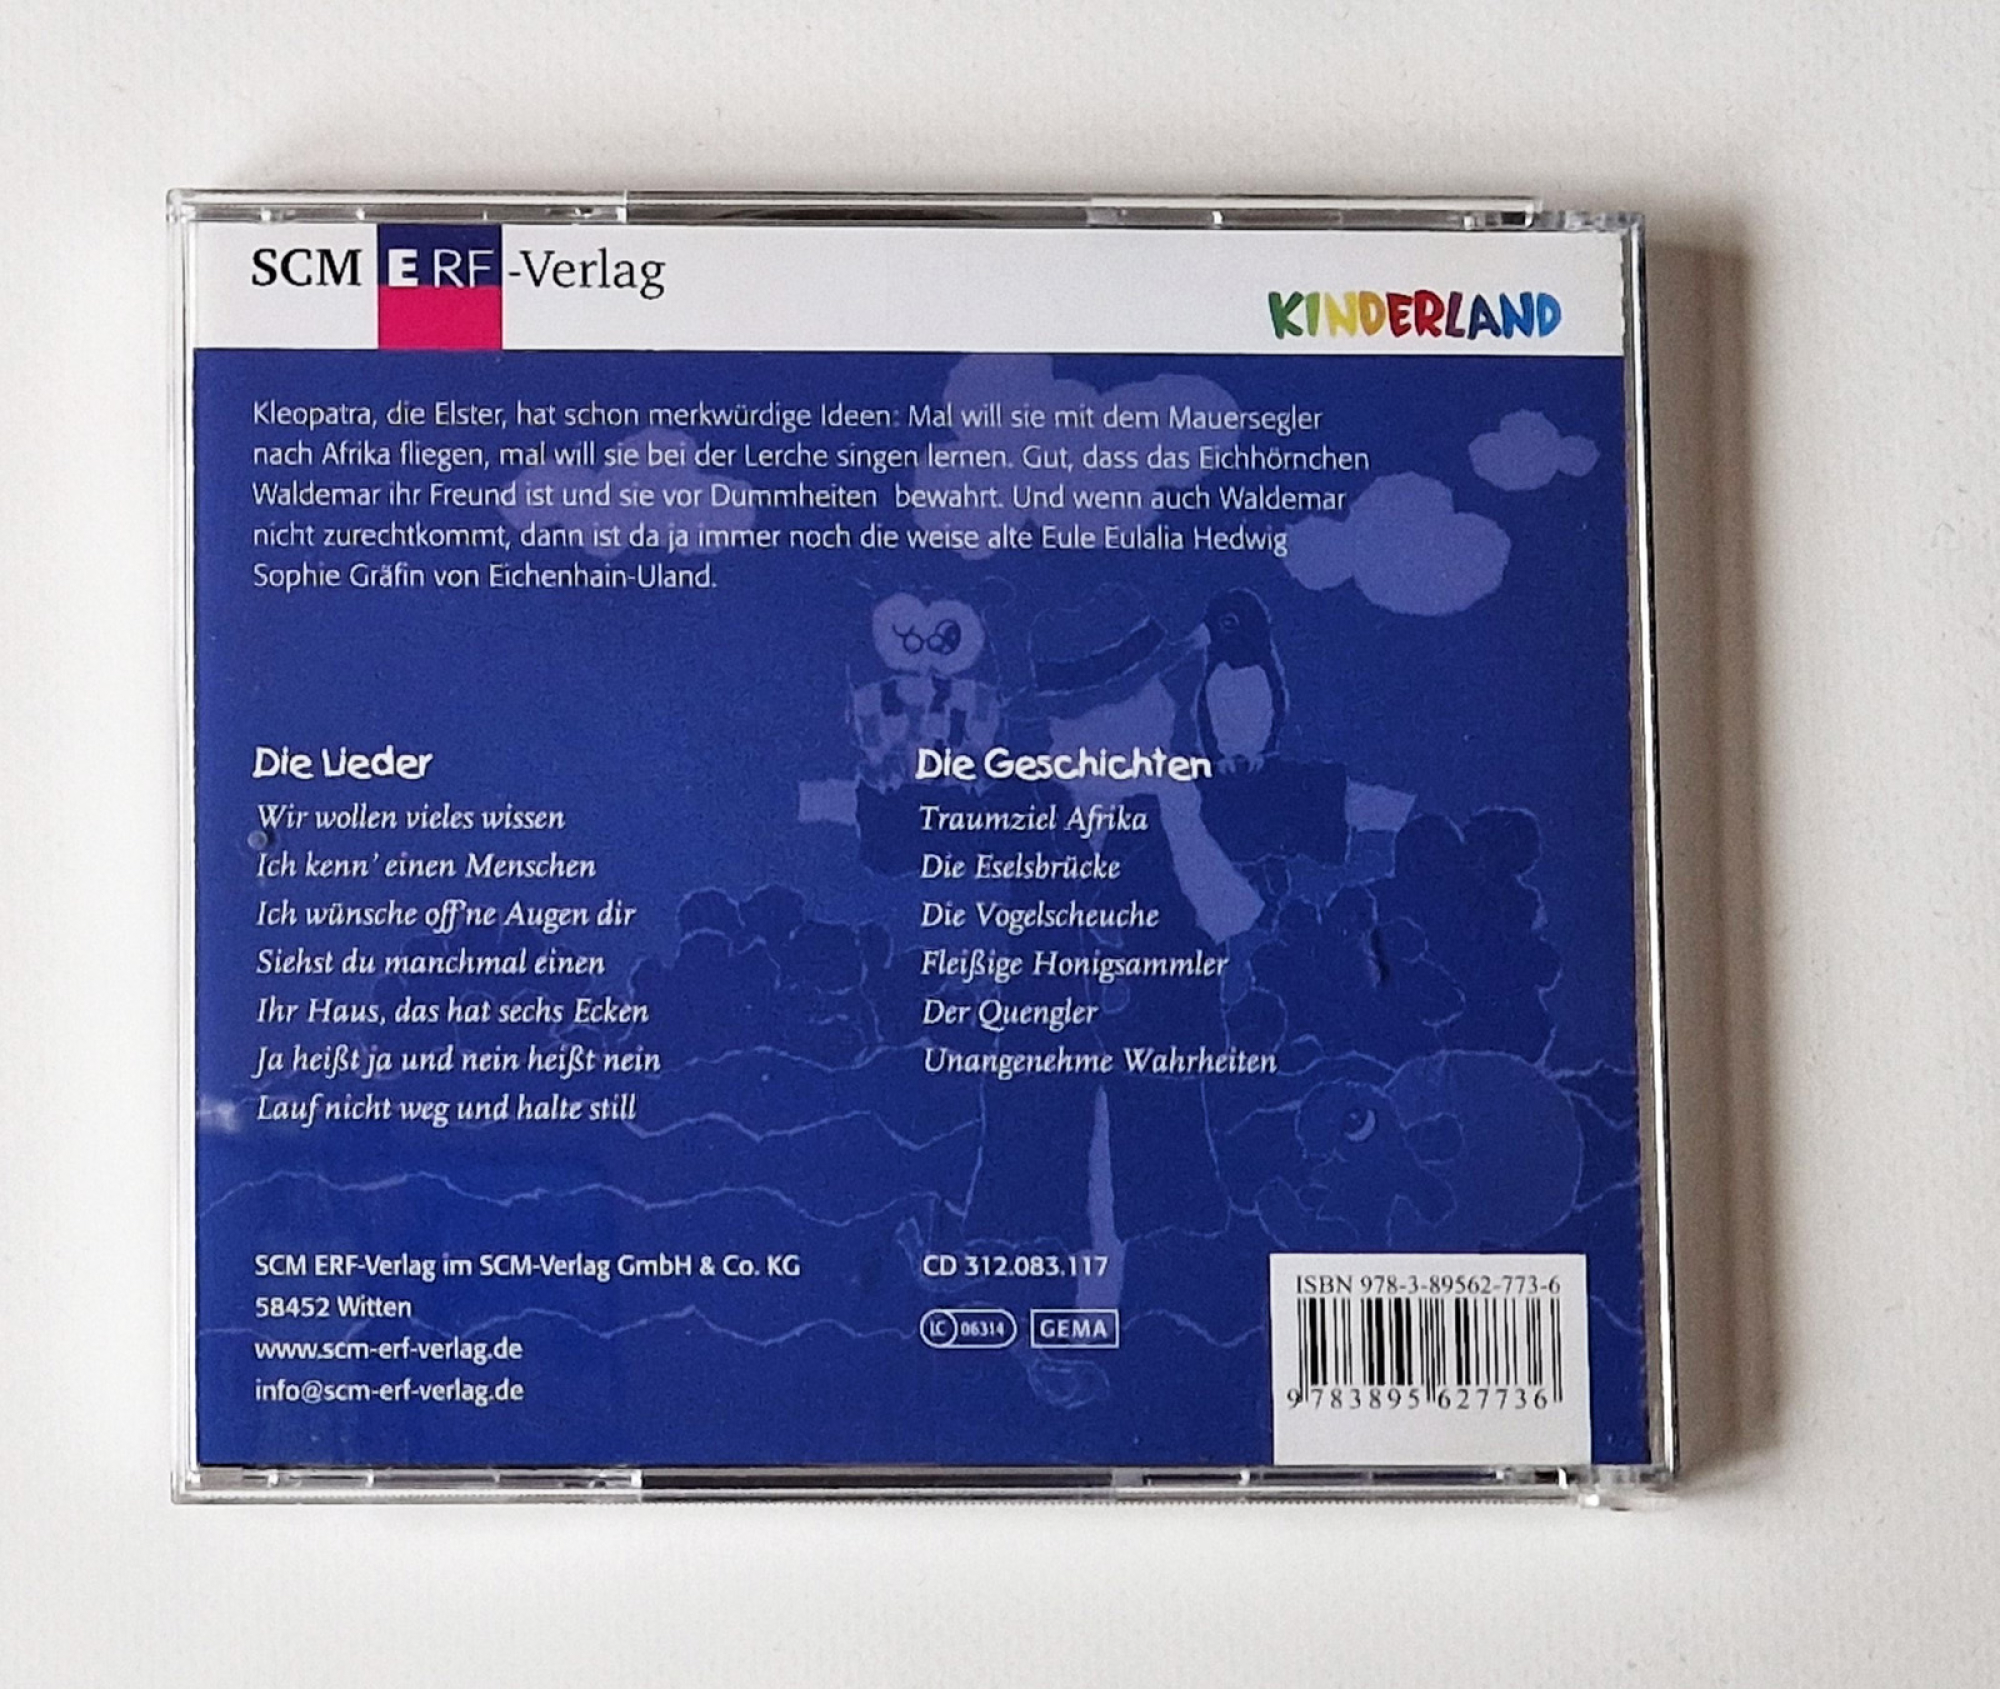 SCM ERF-Verlag
KINDERLAND
Kleopatra, die Elster, hat schon merkwürdige Ideen: Mal will sie mit dem Mauersegler
nach Afrika fliegen, mal will sie bei der Lerche singen lernen. Gut, dass das Eichhörnchen
Waldemar ihr Freund ist und sie vor Dummheiten bewahrt. Und wenn auch Waldemar
nicht zurechtkommt, dann ist da ja immer noch die weise alte Eule Eulalia Hedwig
Sophie Gräfin von Eichenhain-Uland.
Die Lieder
Wir wollen vieles wissen
Ich kenn' einen Menschen
Ich wünsche off'ne Augen dir
Siehst du manchmal einen
Ihr Haus, das hat sechs Ecken
Ja heißt ja und nein heißt nein
Lauf nicht weg und halte still
Die Geschichten
Traumziel Afrika
Die Eselsbrücke
Die Vogelscheuche
Fleißige Honigsammler
Der Quengler
Unangenehme Wahrheiten
SCM ERF-Verlag im SCM-Verlag GmbH & Co. KG
58452 Witten
www.scm-erf-verlag.de
info@scm-erf-verlag.de
CD 312.083.117
LC 06314 GEMA
ISBN 978-3-89562-773-6
9 783895 627736